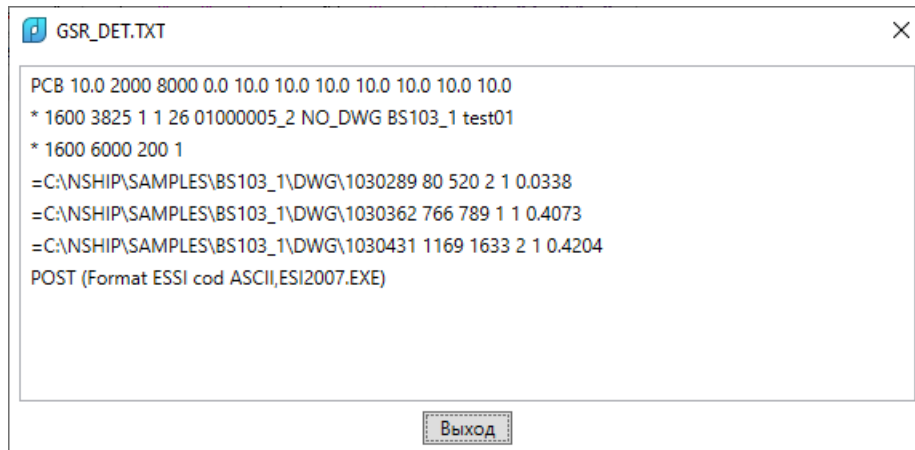 GSR_DET.TXT
PCB 10.0 2000 8000 0.0 10.0 10.0 10.0 10.0 10.0 10.0 10.0
* 1600 3825 1 1 26 01000005_2 NO_DWG BS103_1 test01
* 1600 6000 200 1
=C:\NSHIP\SAMPLES\BS103_1\DWG\1030289 80 520 2 1 0.0338
=C:\NSHIP\SAMPLES\BS103_1\DWG\1030362 766 789 1 1 0.4073
=C:\NSHIP\SAMPLES\BS103_1\DWG\1030431 1169 1633 2 1 0.4204
POST (Format ESSI cod ASCII,ESI2007.EXE)
Выход